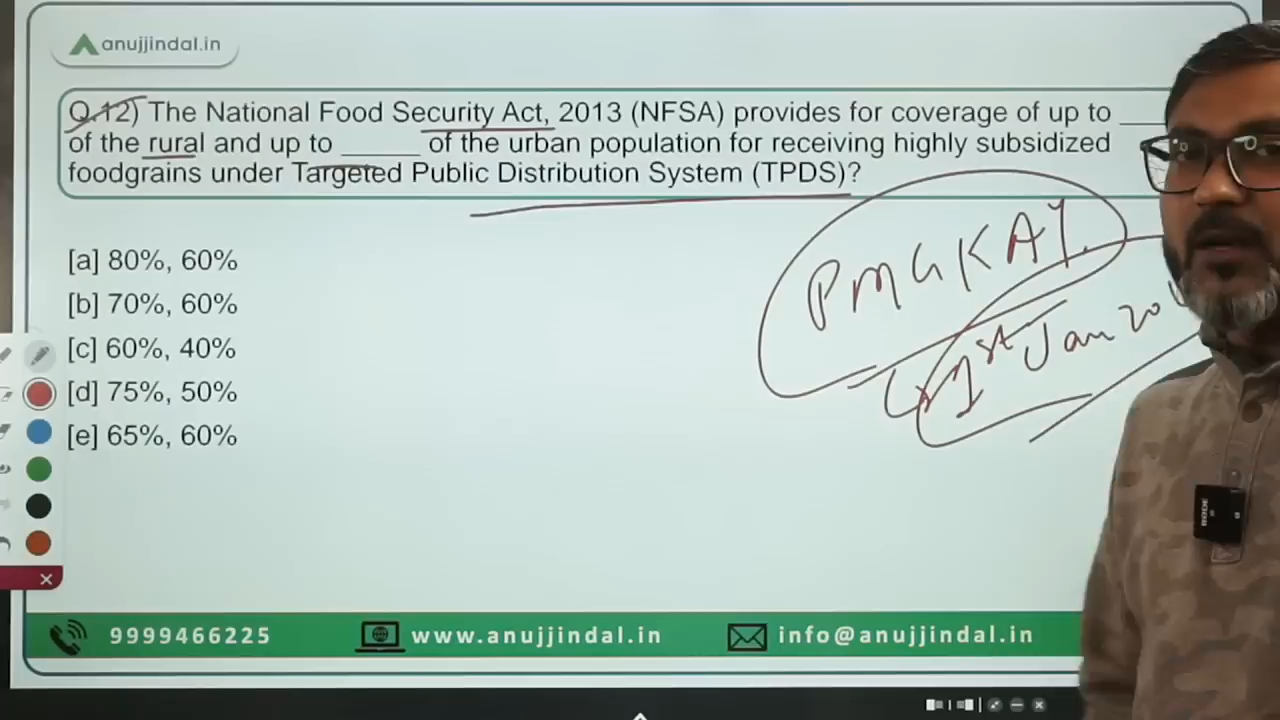 anujjindal.in
Q.12) The National Food Security Act, 2013 (NFSA) provides for coverage of up to _____
of the rural and up to ______ of the urban population for receiving highly subsidized
foodgrains under Targeted Public Distribution System (TPDS)?
[a] 80%, 60%
[b] 70%, 60%
[c] 60%, 40%
[d] 75%, 50%
[e] 65%, 60%
PMGKAY
1st Jan 20
9999466225 www.anujjindal.in info@anujjindal.in
RODE